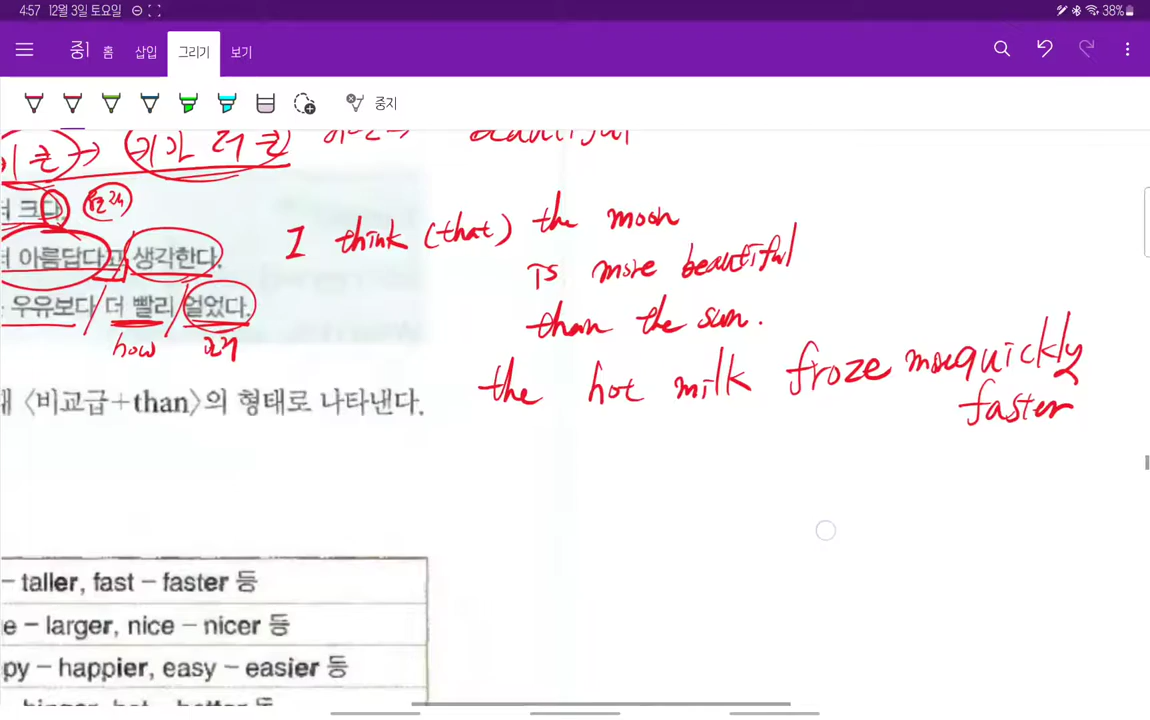 4:57 12월 3일 토요일 38%
중1 홈 삽입 그리기 보기
중지
→ 키가 더 큰 beautiful
더 크다.
더 아름답다고 생각한다.
I think (that) the moon
is more beautiful
than the sun.
우유보다 / 더 빨리 / 얼었다.
how
the hot milk froze more quickly
faster
〈비교급+than〉의 형태로 나타낸다.
– taller, fast – faster 등
e – larger, nice – nicer 등
py – happier, easy – easier 등